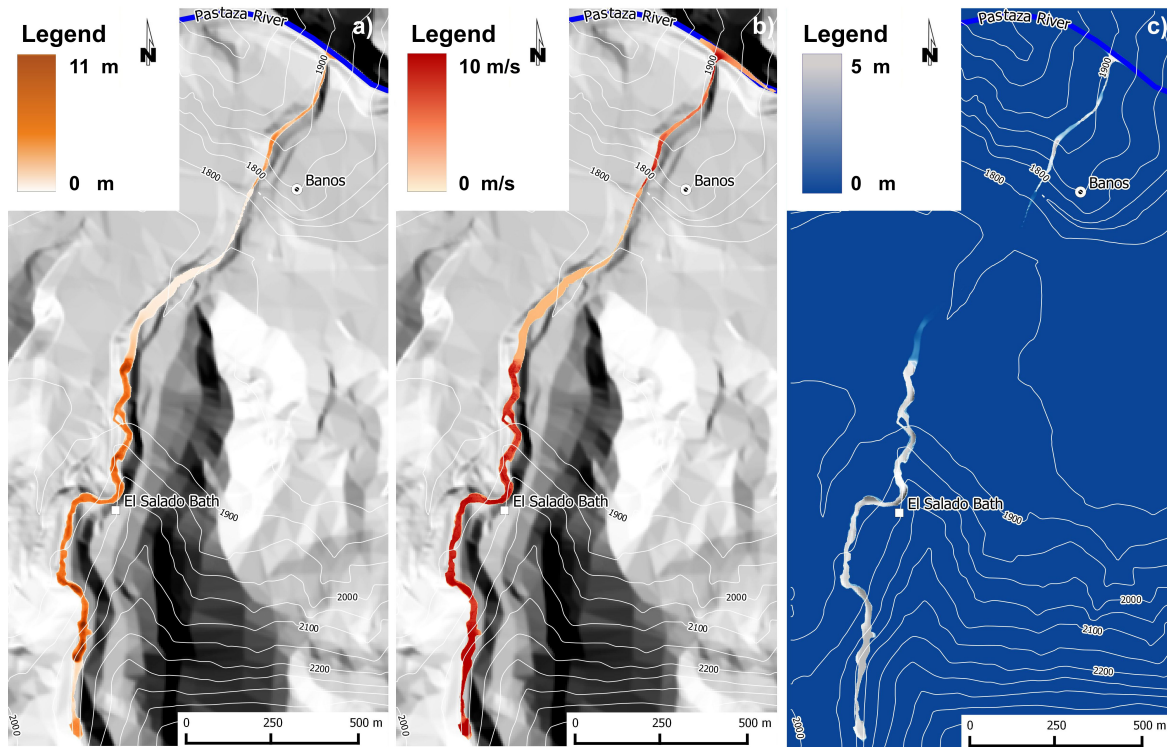 Legend
11 m
0 m
N
Pastaza River
a)
1900
1800
1800
Banos
El Salado Bath
1900
2000
2100
2200
2000
0 250 500 m
Legend
10 m/s
0 m/s
N
Pastaza River
b)
1900
1800
1800
Banos
El Salado Bath
1900
2000
2100
2200
2000
0 250 500 m
Legend
5 m
0 m
N
Pastaza River
c)
1900
1800
1800
Banos
El Salado Bath
1900
2000
2100
2200
2000
0 250 500 m